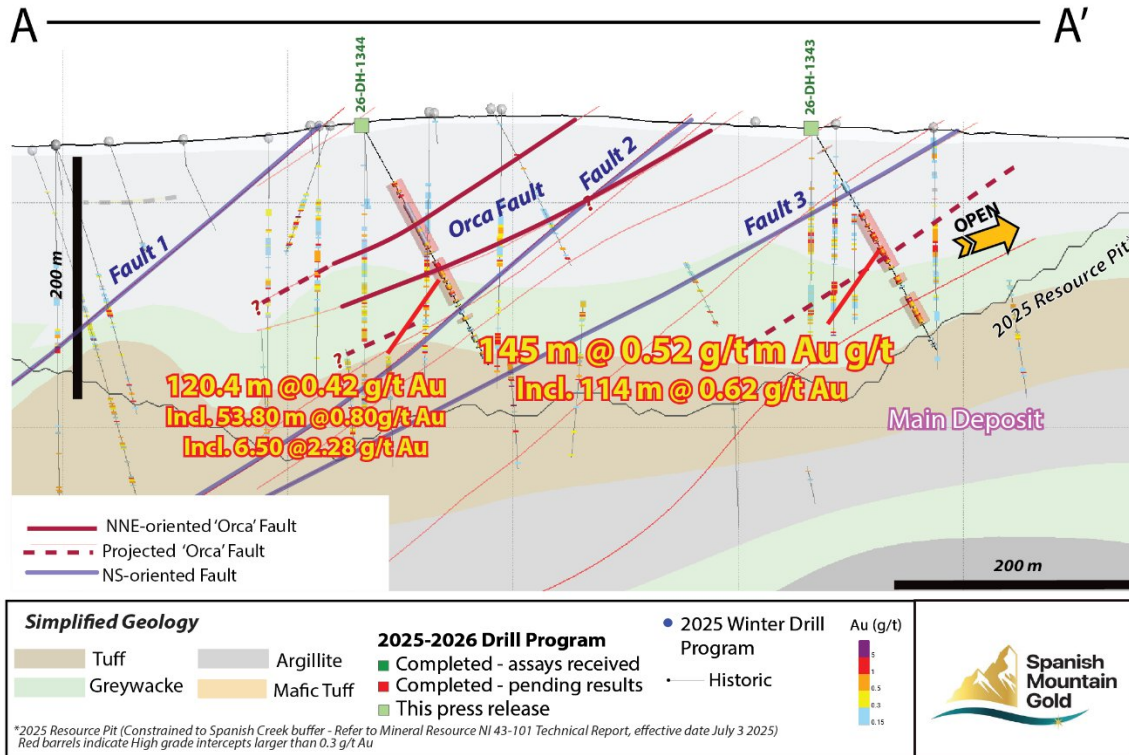 A
A'
26-DH-1344
26-DH-1343
Fault 1
Orca Fault
Fault 2
?
Fault 3
OPEN
200 m
?
?
2025 Resource Pit*
145 m @ 0.52 g/t m Au g/t
Incl. 114 m @ 0.62 g/t Au
120.4 m @0.42 g/t Au
Incl. 53.80 m @0.80g/t Au
Incl. 6.50 @2.28 g/t Au
Main Deposit
NNE-oriented 'Orca' Fault
Projected 'Orca' Fault
NS-oriented Fault
200 m
Simplified Geology
Tuff
Argillite
Greywacke
Mafic Tuff
2025-2026 Drill Program
Completed - assays received
Completed - pending results
This press release
2025 Winter Drill
Program
Historic
Au (g/t)
5
1
0.5
0.3
0.15
Spanish
Mountain
Gold
*2025 Resource Pit (Constrained to Spanish Creek buffer - Refer to Mineral Resource NI 43-101 Technical Report, effective date July 3 2025)
Red barrels indicate High grade intercepts larger than 0.3 g/t Au